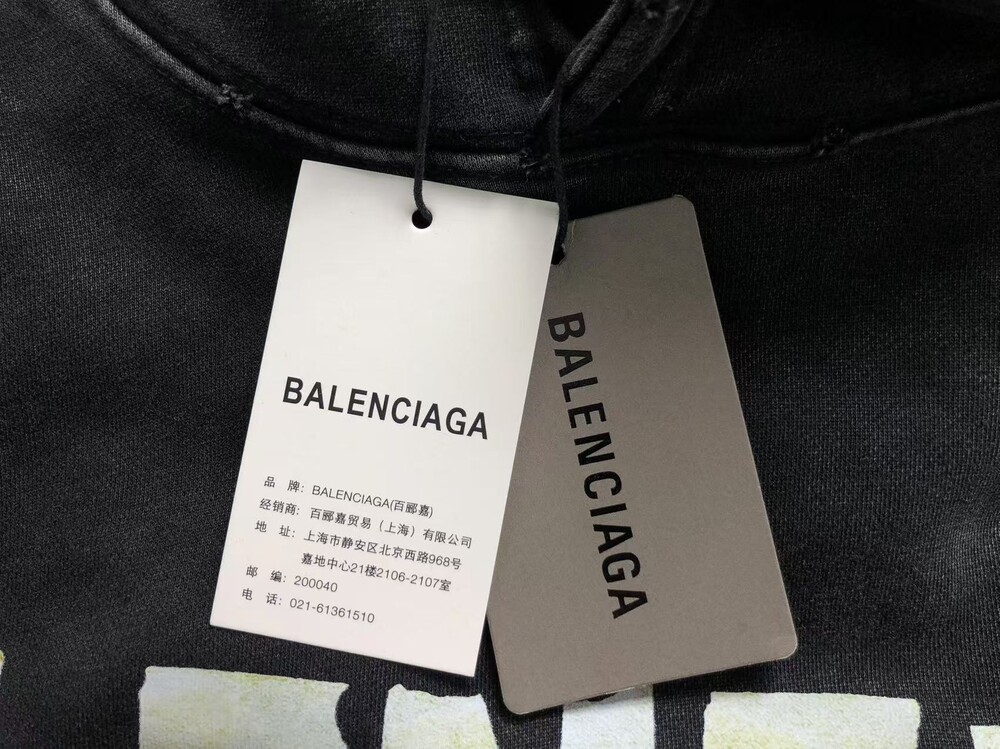 BALENCIAGA
品 牌: BALENCIAGA(百郦嘉)
经销商: 百郦嘉贸易（上海）有限公司
地 址: 上海市静安区北京西路968号
嘉地中心21楼2106-2107室
邮 编: 200040
电 话: 021-61361510
BALENCIAGA